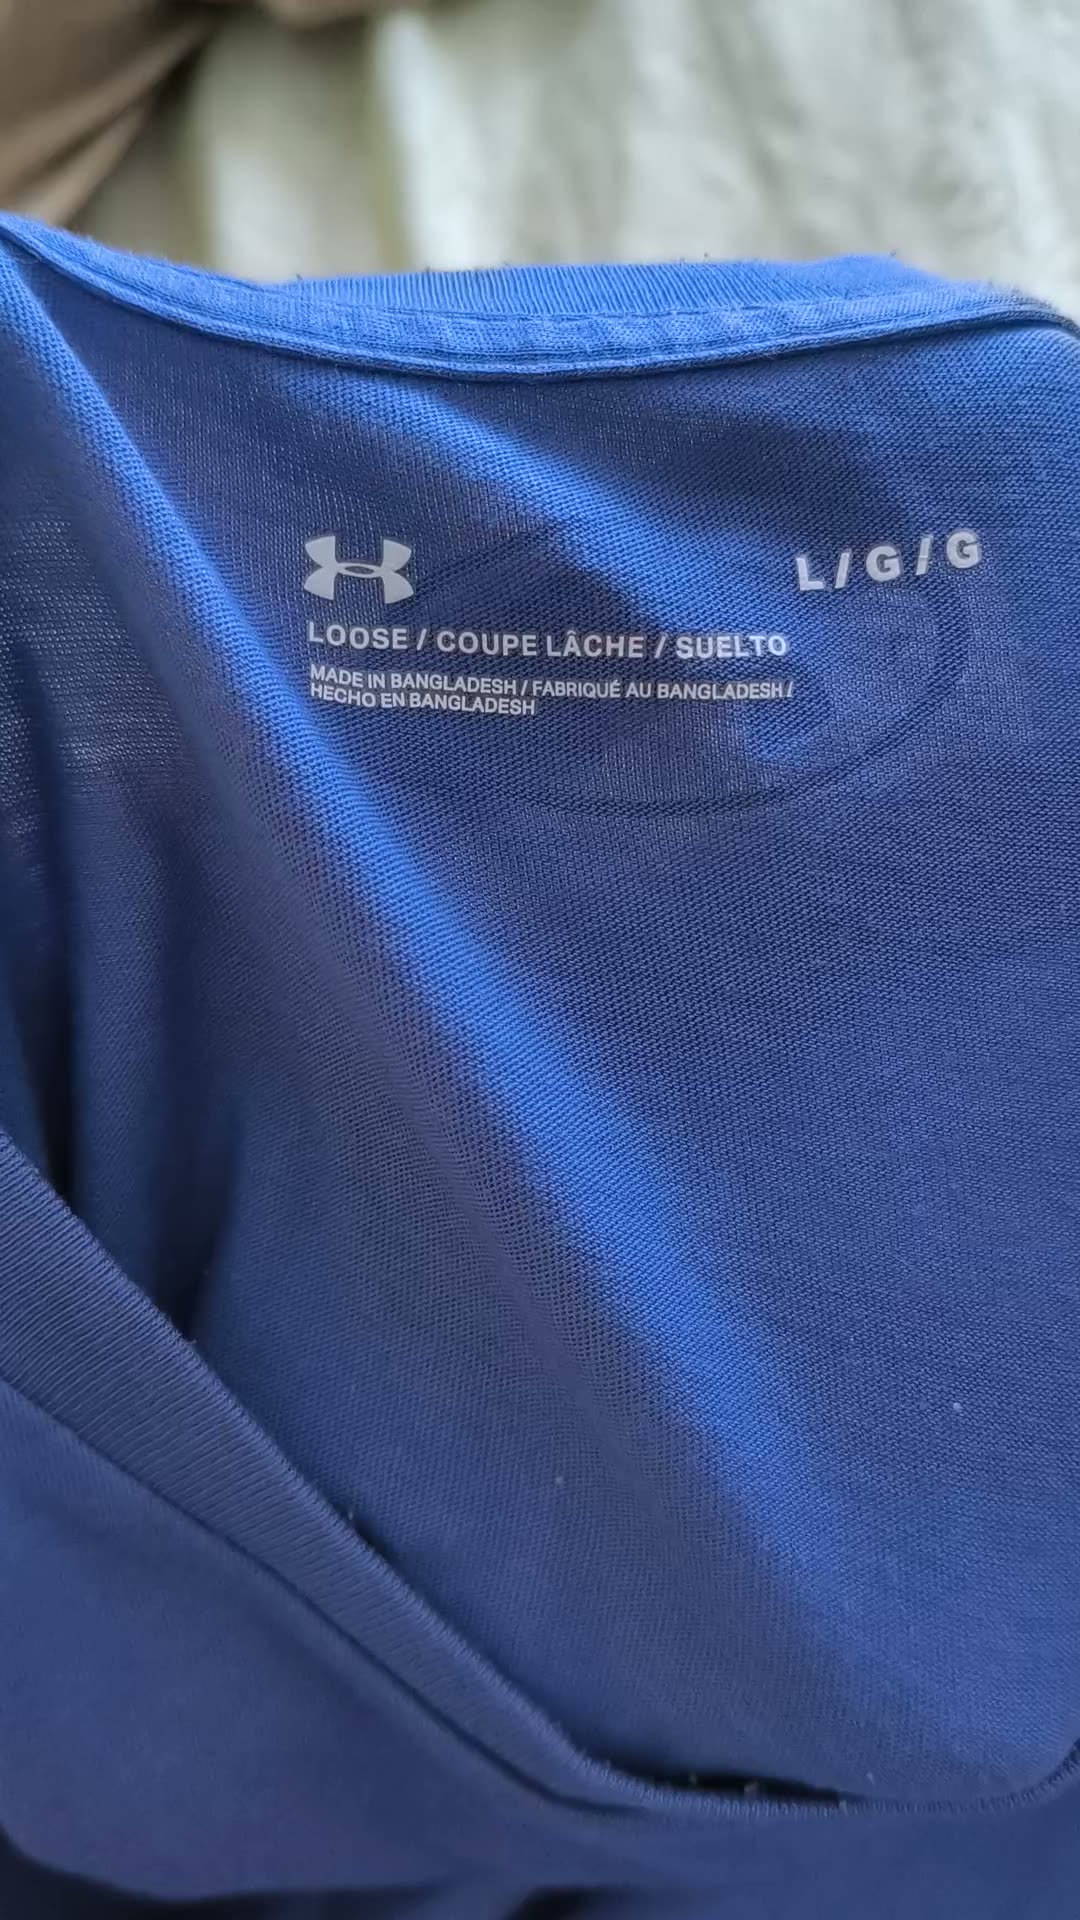 L/G/G
LOOSE / COUPE LÂCHE / SUELTO
MADE IN BANGLADESH / FABRIQUÉ AU BANGLADESH /
HECHO EN BANGLADESH